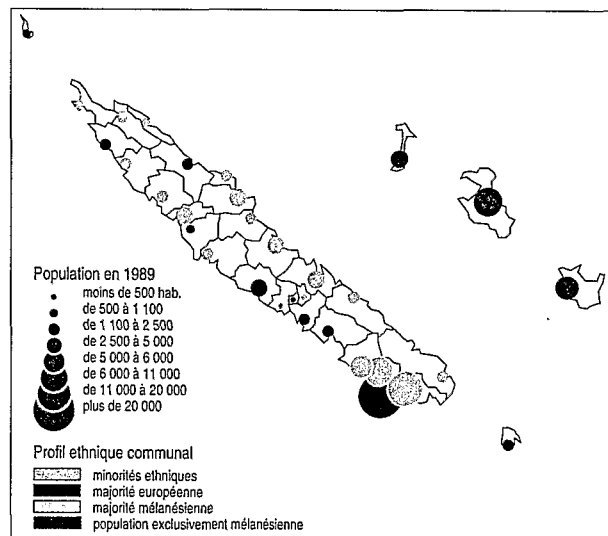 Population en 1989
moins de 500 hab.
de 500 à 1 100
de 1 100 à 2 500
de 2 500 à 5 000
de 5 000 à 6 000
de 6 000 à 11 000
de 11 000 à 20 000
plus de 20 000
Profil ethnique communal
minorités ethniques
majorité européenne
majorité mélanésienne
population exclusivement mélanésienne